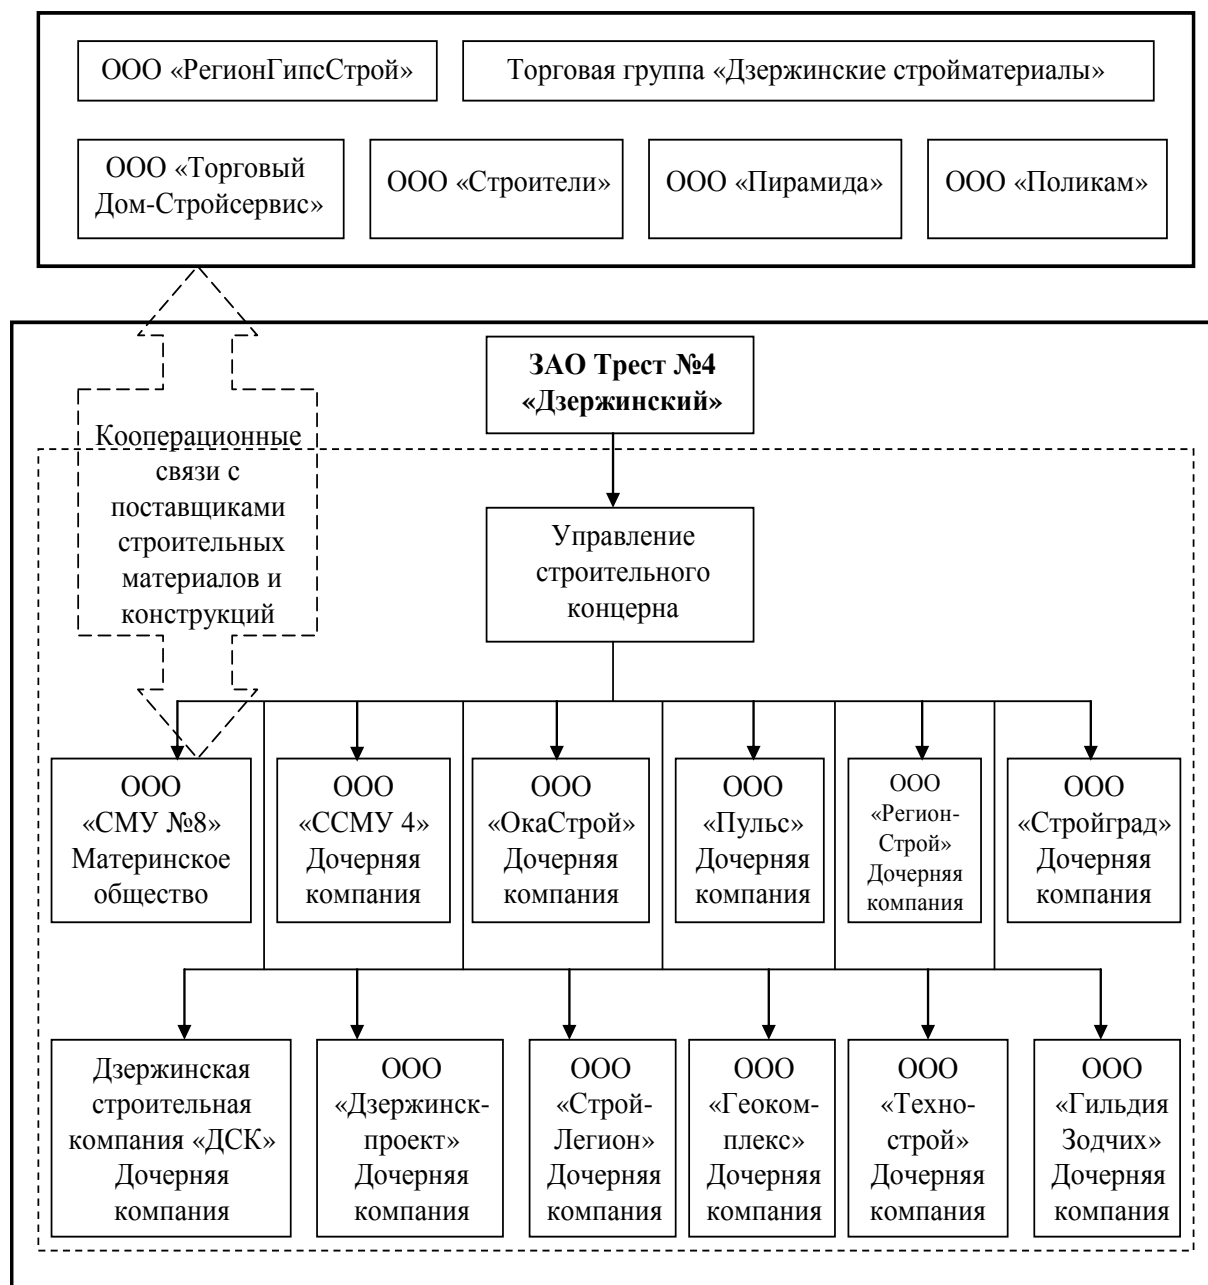 ООО «РегионГипсСтрой»
Торговая группа «Дзержинские стройматериалы»
ООО «Торговый
Дом-Стройсервис»
ООО «Строители»
ООО «Пирамида»
ООО «Поликам»
ЗАО Трест №4
«Дзержинский»
Кооперационные
связи с
поставщиками
строительных
материалов и
конструкций
Управление
строительного
концерна
ООО
«СМУ №8»
Материнское
общество
ООО
«ССМУ 4»
Дочерняя
компания
ООО
«ОкаСтрой»
Дочерняя
компания
ООО
«Пульс»
Дочерняя
компания
ООО
«Регион-
Строй»
Дочерняя
компания
ООО
«Стройград»
Дочерняя
компания
Дзержинская
строительная
компания «ДСК»
Дочерняя
компания
ООО
«Дзержинск-
проект»
Дочерняя
компания
ООО
«Строй-
Легион»
Дочерняя
компания
ООО
«Геоком-
плекс»
Дочерняя
компания
ООО
«Техно-
строй»
Дочерняя
компания
ООО
«Гильдия
Зодчих»
Дочерняя
компания